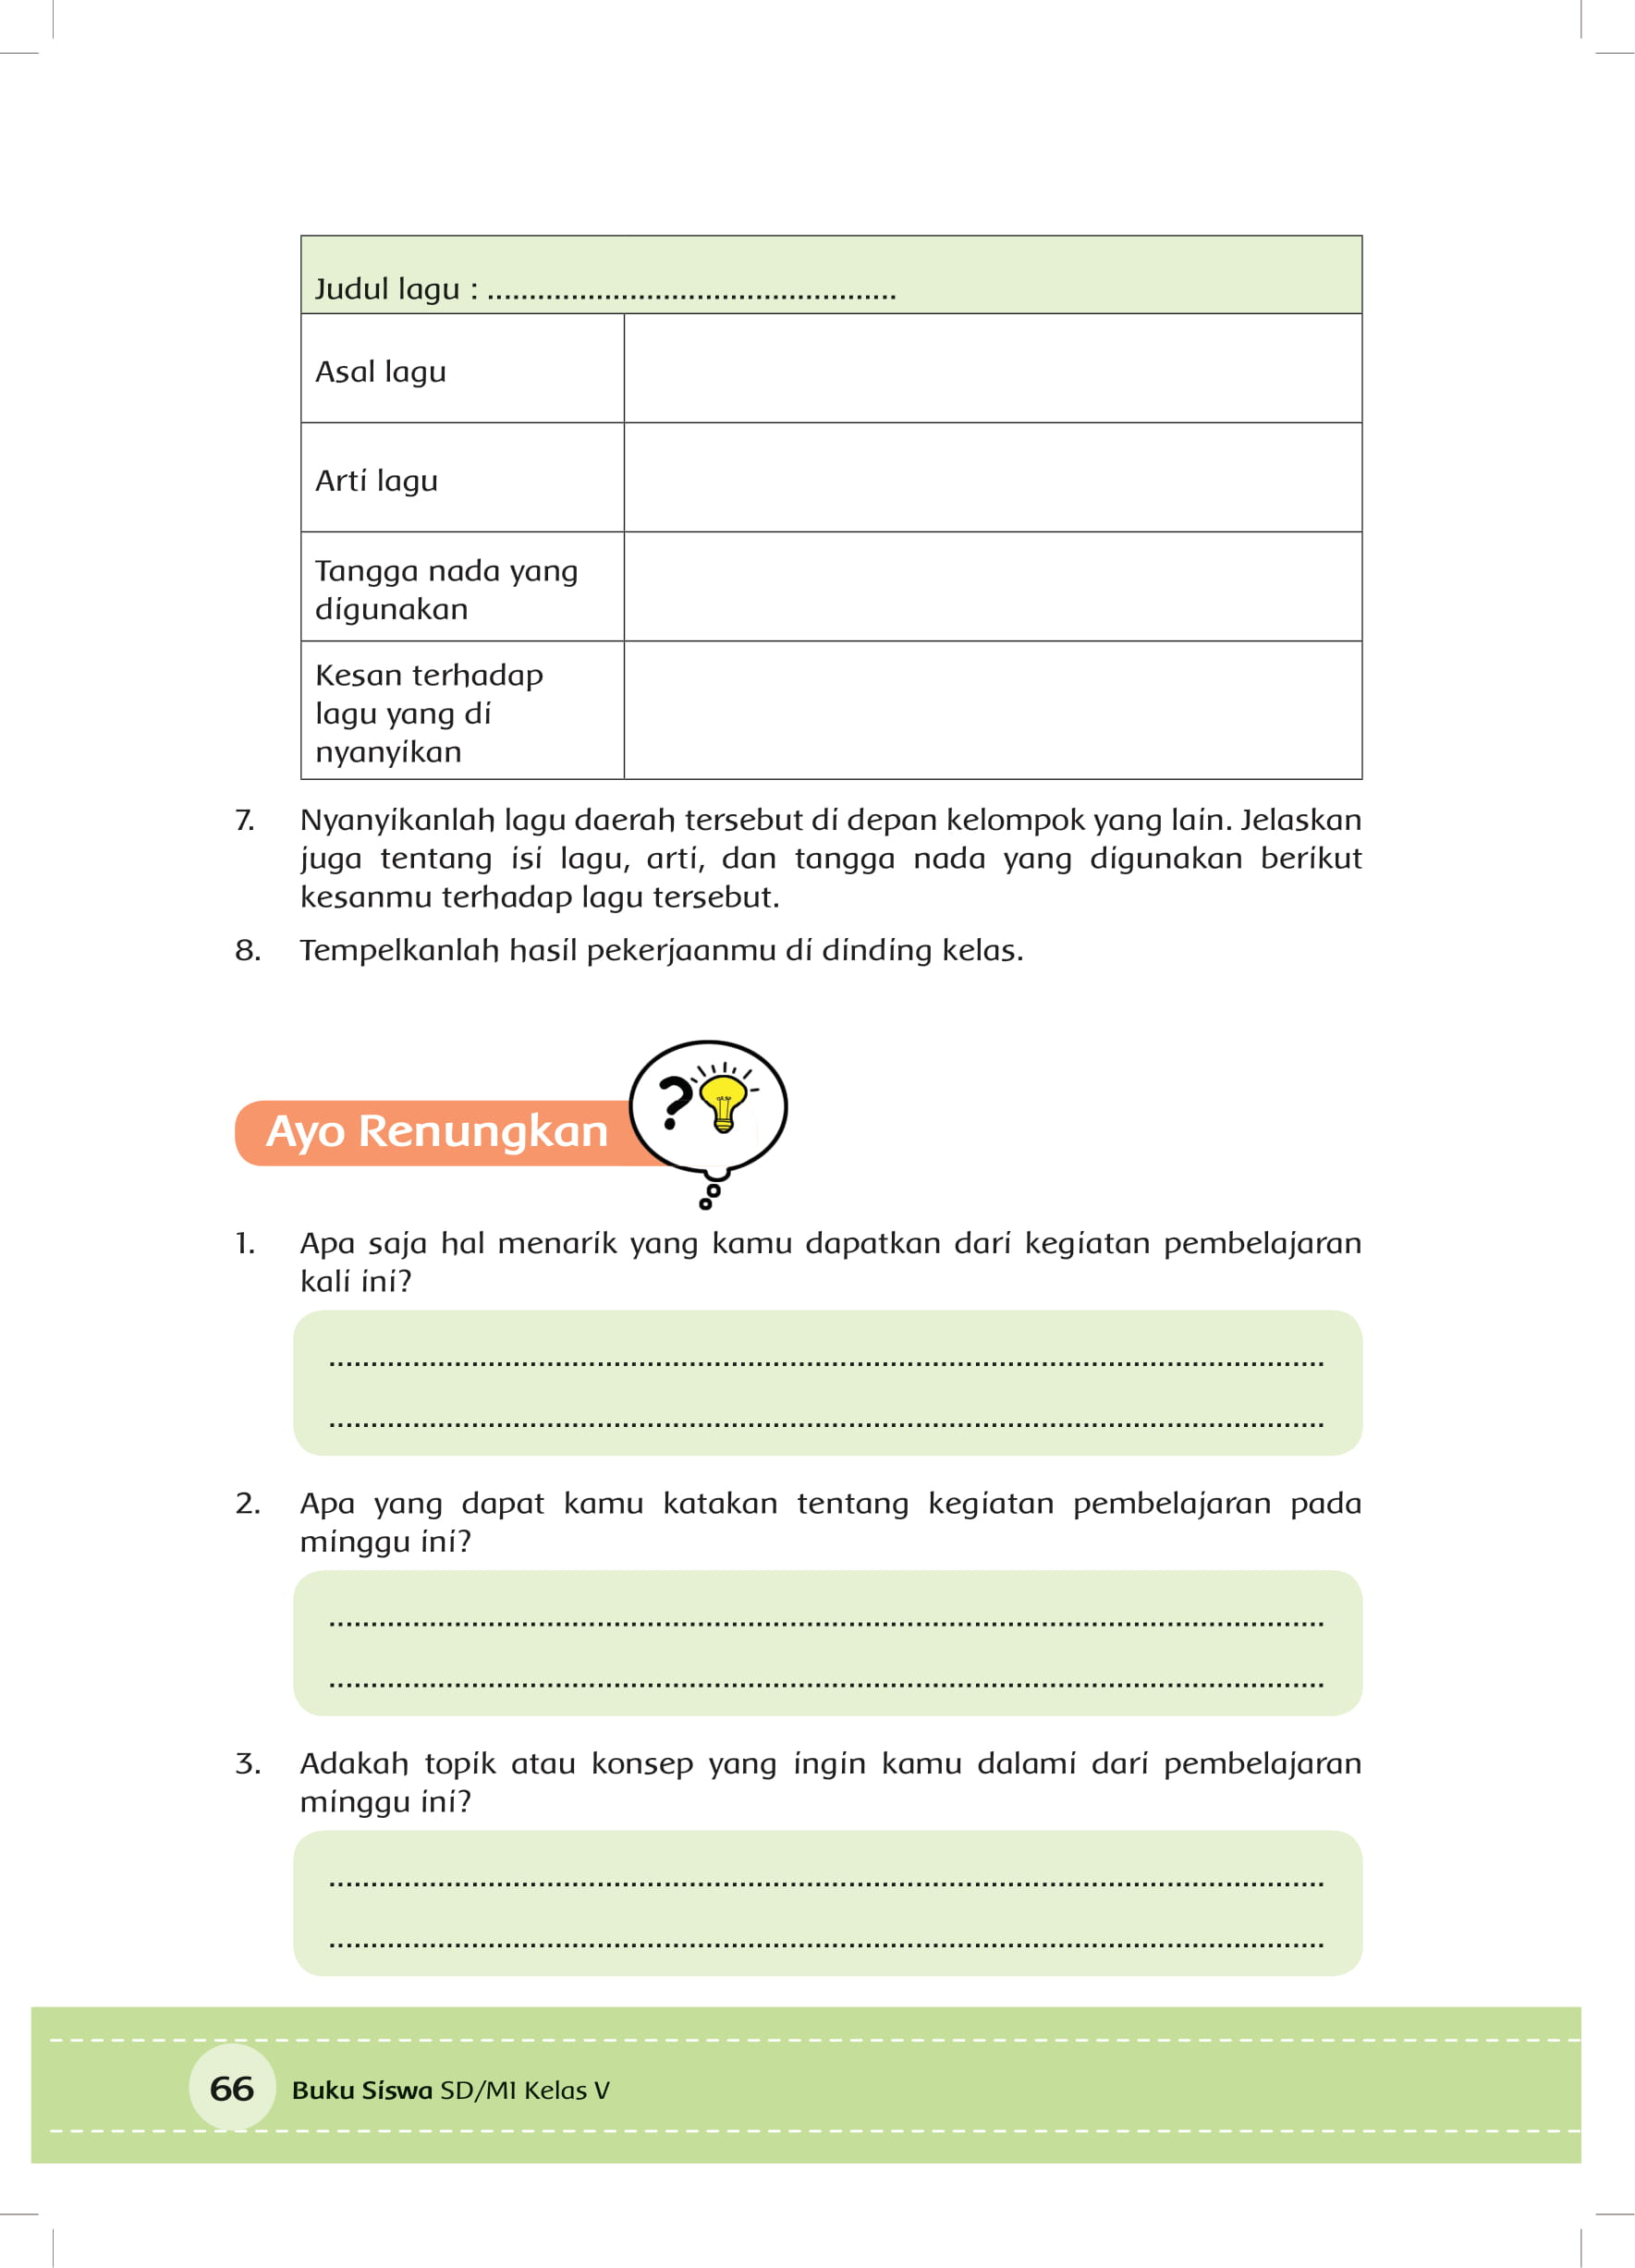 Judul lagu : .................................................
Asal lagu
Arti lagu
Tangga nada yang
digunakan
Kesan terhadap
lagu yang di
nyanyikan
7. Nyanyikanlah lagu daerah tersebut di depan kelompok yang lain. Jelaskan
juga tentang isi lagu, arti, dan tangga nada yang digunakan berikut
kesanmu terhadap lagu tersebut.
8. Tempelkanlah hasil pekerjaanmu di dinding kelas.
Ayo Renungkan
?
1. Apa saja hal menarik yang kamu dapatkan dari kegiatan pembelajaran
kali ini?
........................................................................................................................
........................................................................................................................
2. Apa yang dapat kamu katakan tentang kegiatan pembelajaran pada
minggu ini?
........................................................................................................................
........................................................................................................................
3. Adakah topik atau konsep yang ingin kamu dalami dari pembelajaran
minggu ini?
........................................................................................................................
........................................................................................................................
66 Buku Siswa SD/MI Kelas V